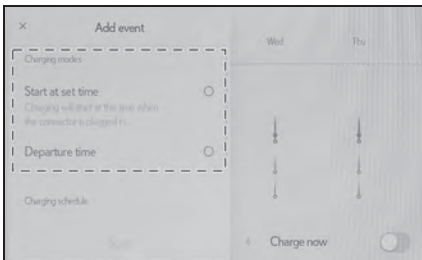 × Add event
Charging modes
Start at set time
Charging will start at the time when
the connector is plugged in.
Departure time
Charging schedule
Wed Thu
Charge now